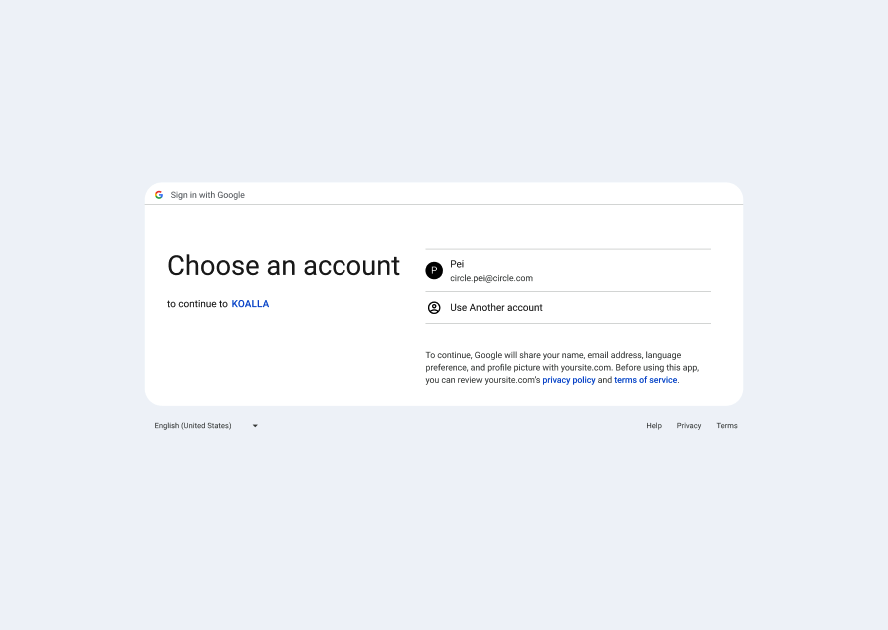 Sign in with Google
Choose an account
to continue to KOALLA
P
Pei
circle.pei@circle.com
Use Another account
To continue, Google will share your name, email address, language
preference, and profile picture with yoursite.com. Before using this app,
you can review yoursite.com's privacy policy and terms of service.
English (United States)
Help Privacy Terms